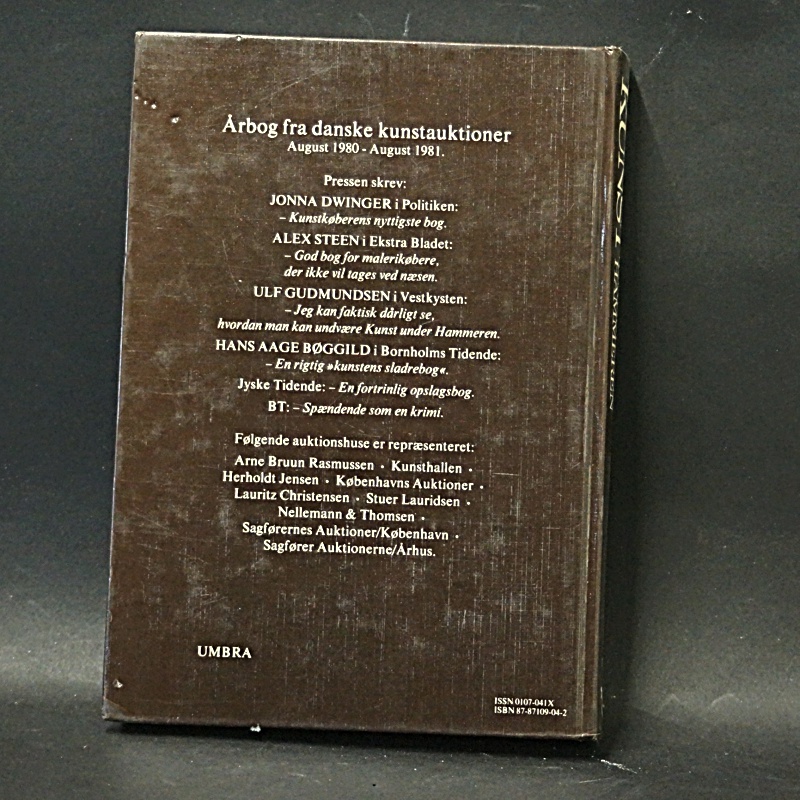 Årbog fra danske kunstauktioner
August 1980 - August 1981.
Pressen skrev:
JONNA DWINGER i Politiken:
– Kunstkøberens nyttigste bog.
ALEX STEEN i Ekstra Bladet:
– God bog for malerikøbere,
der ikke vil tages ved næsen.
ULF GUDMUNDSEN i Vestkysten:
– Jeg kan faktisk dårligt se,
hvordan man kan undvære Kunst under Hammeren.
HANS AAGE BØGGILD i Bornholms Tidende:
– En rigtig »kunstens sladrebog«.
Jyske Tidende: – En fortrinlig opslagsbog.
BT: – Spændende som en krimi.
Følgende auktionshuse er repræsenteret:
Arne Bruun Rasmussen · Kunsthallen ·
Herholdt Jensen · Københavns Auktioner ·
Lauritz Christensen · Stuer Lauridsen ·
Nellemann & Thomsen ·
Sagførernes Auktioner/København ·
Sagfører Auktionerne/Århus.
UMBRA
ISSN 0107-041X
ISBN 87-87109-04-2
KUNST
HAMMEREN